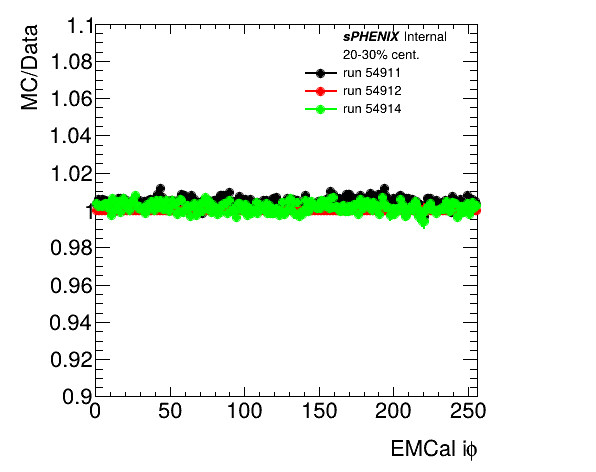 MC/Data
1.1
1.08
1.06
1.04
1.02
1
0.98
0.96
0.94
0.92
0.9
sPHENIX Internal
20-30% cent.
run 54911
run 54912
run 54914
0 50 100 150 200 250
EMCal iϕ